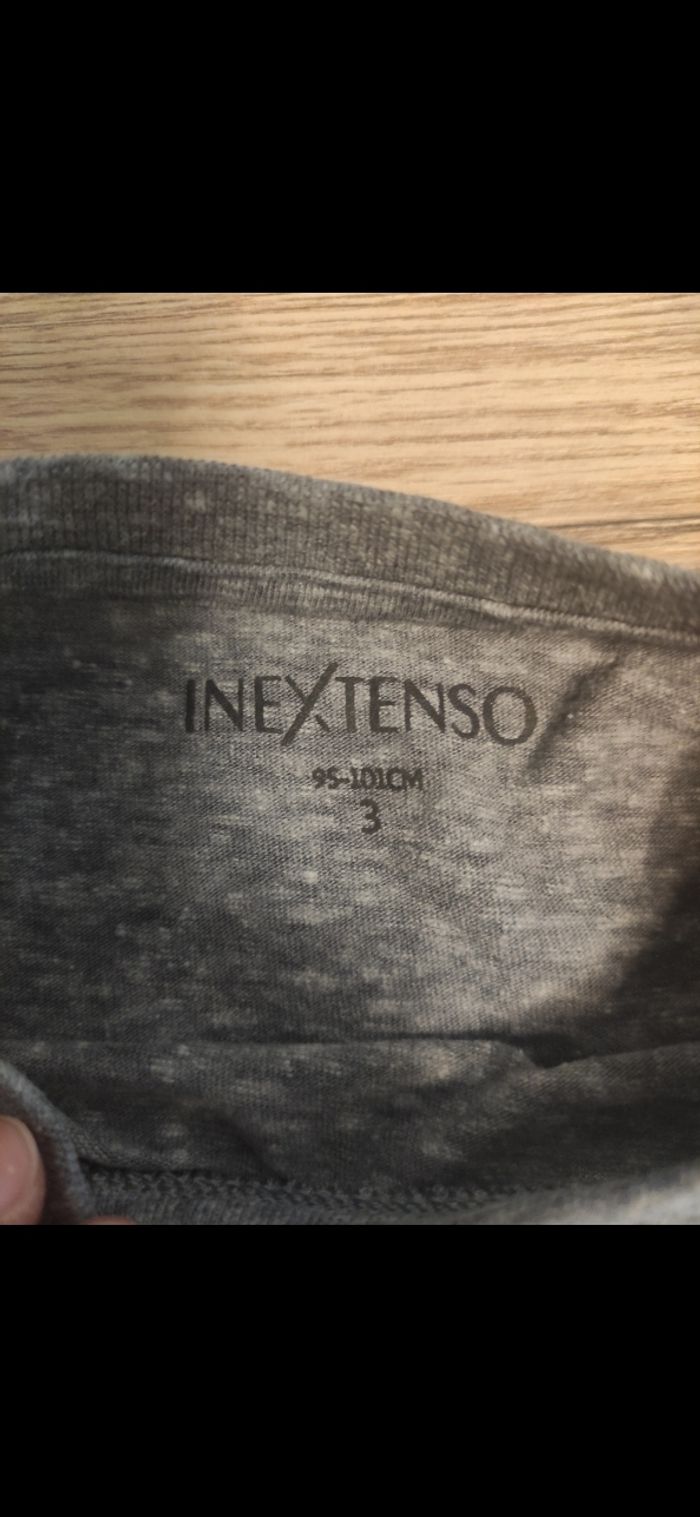 INEXTENSO
95-101CM
3